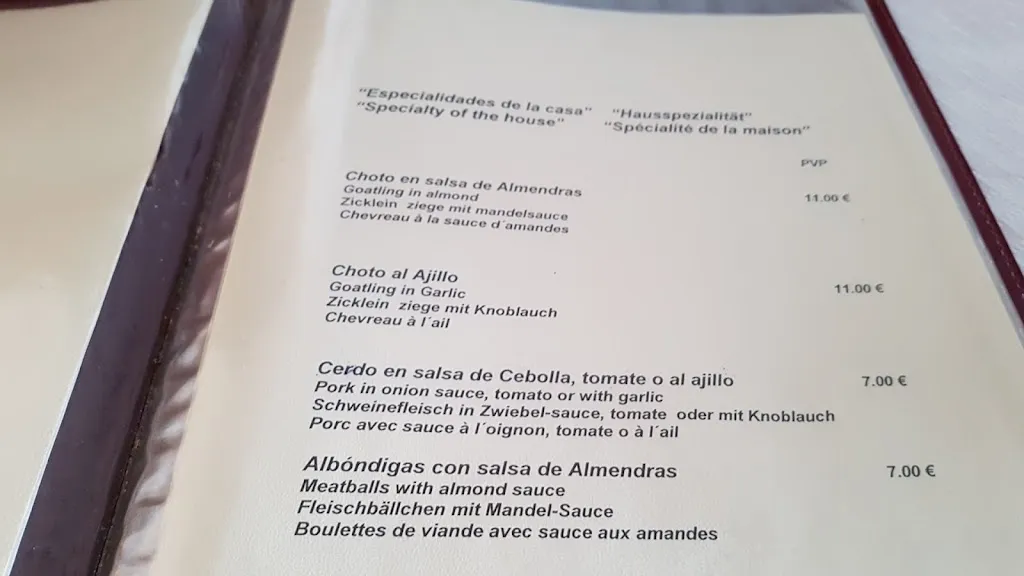 "Especialidades de la casa" "Hausspezialität"
"Specialty of the house" "Spécialité de la maison"
PVP
Choto en salsa de Almendras 11.00 €
Goatling in almond
Zicklein ziege mit mandelsauce
Chevreau à la sauce d´amandes
Choto al Ajillo 11.00 €
Goatling in Garlic
Zicklein ziege mit Knoblauch
Chevreau à l´ail
Cerdo en salsa de Cebolla, tomate o al ajillo 7.00 €
Pork in onion sauce, tomato or with garlic
Schweinefleisch in Zwiebel-sauce, tomate oder mit Knoblauch
Porc avec sauce à l´oignon, tomate o à l´ail
Albóndigas con salsa de Almendras 7.00 €
Meatballs with almond sauce
Fleischbällchen mit Mandel-Sauce
Boulettes de viande avec sauce aux amandes